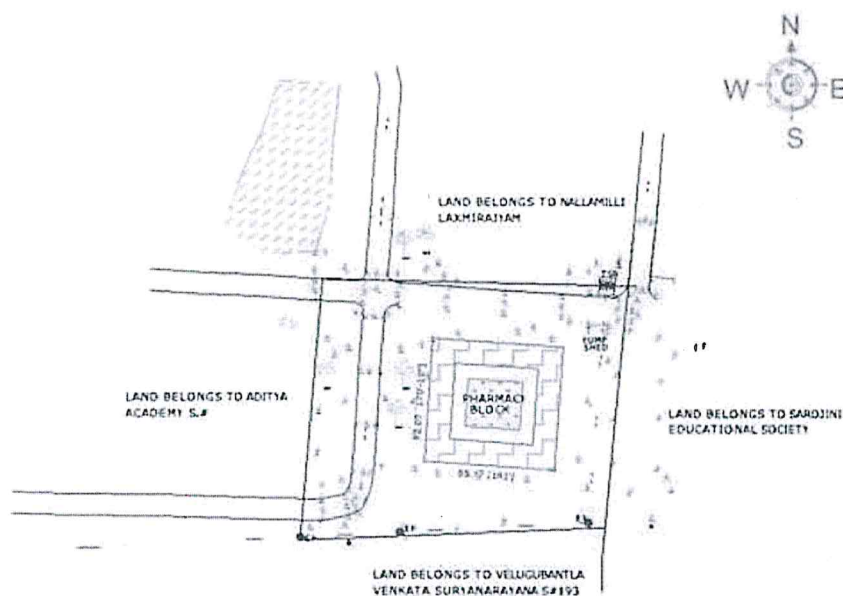 N
W E
S
LAND BELONGS TO NALLAMILLI
LAXMIRAIYAM
PUMP
SHED
LAND BELONGS TO ADITYA
ACADEMY S.#
PHARMACY
BLOCK
LAND BELONGS TO SAROJINI
EDUCATIONAL SOCIETY
LAND BELONGS TO VELUGUBANTLA
VENKATA SURYANARAYANA S#193